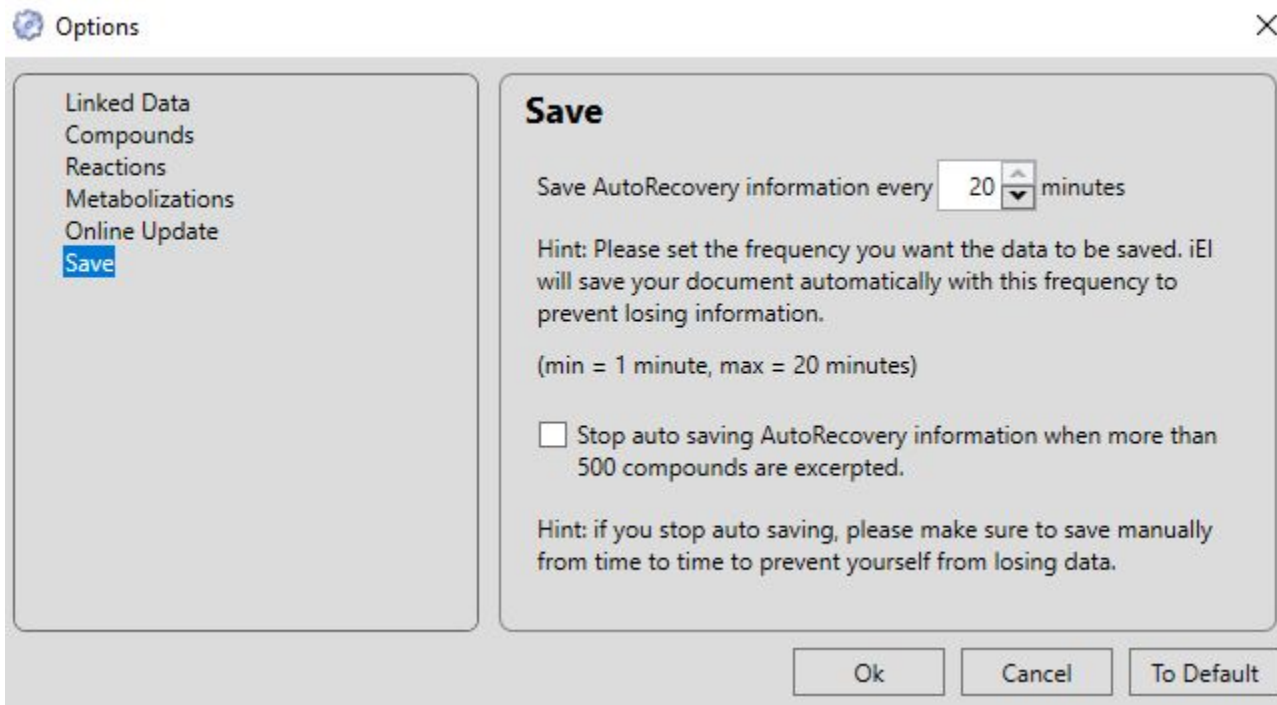 Options
Linked Data
Compounds
Reactions
Metabolizations
Online Update
Save
Save
Save AutoRecovery information every 20 minutes
Hint: Please set the frequency you want the data to be saved. iEI
will save your document automatically with this frequency to
prevent losing information.
(min = 1 minute, max = 20 minutes)
Stop auto saving AutoRecovery information when more than
500 compounds are excerpted.
Hint: if you stop auto saving, please make sure to save manually
from time to time to prevent yourself from losing data.
Ok Cancel To Default